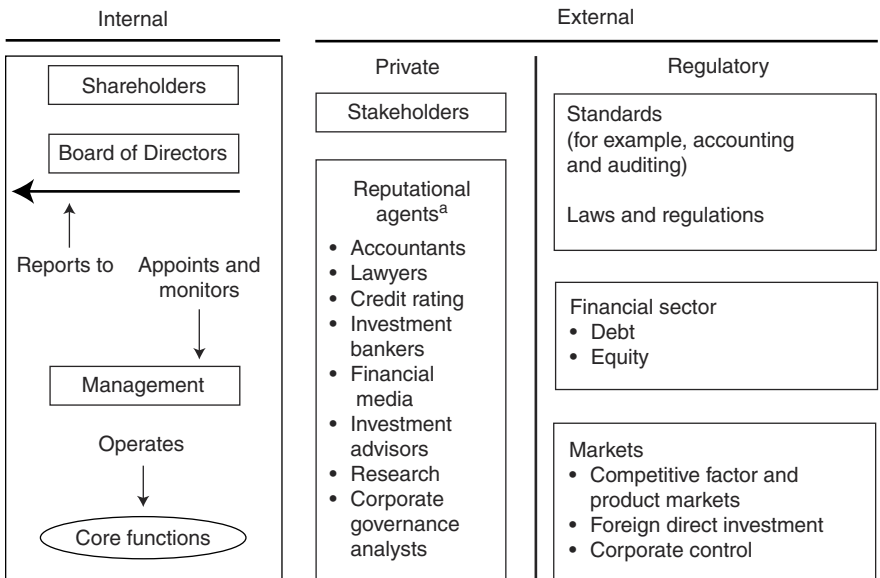 Internal
External
Shareholders
Board of Directors
Reports to
Appoints and
monitors
Management
Operates
Core functions
Private
Stakeholders
Reputational
agentsᵃ
• Accountants
• Lawyers
• Credit rating
• Investment
bankers
• Financial
media
• Investment
advisors
• Research
• Corporate
governance
analysts
Regulatory
Standards
(for example, accounting
and auditing)
Laws and regulations
Financial sector
• Debt
• Equity
Markets
• Competitive factor and
product markets
• Foreign direct investment
• Corporate control